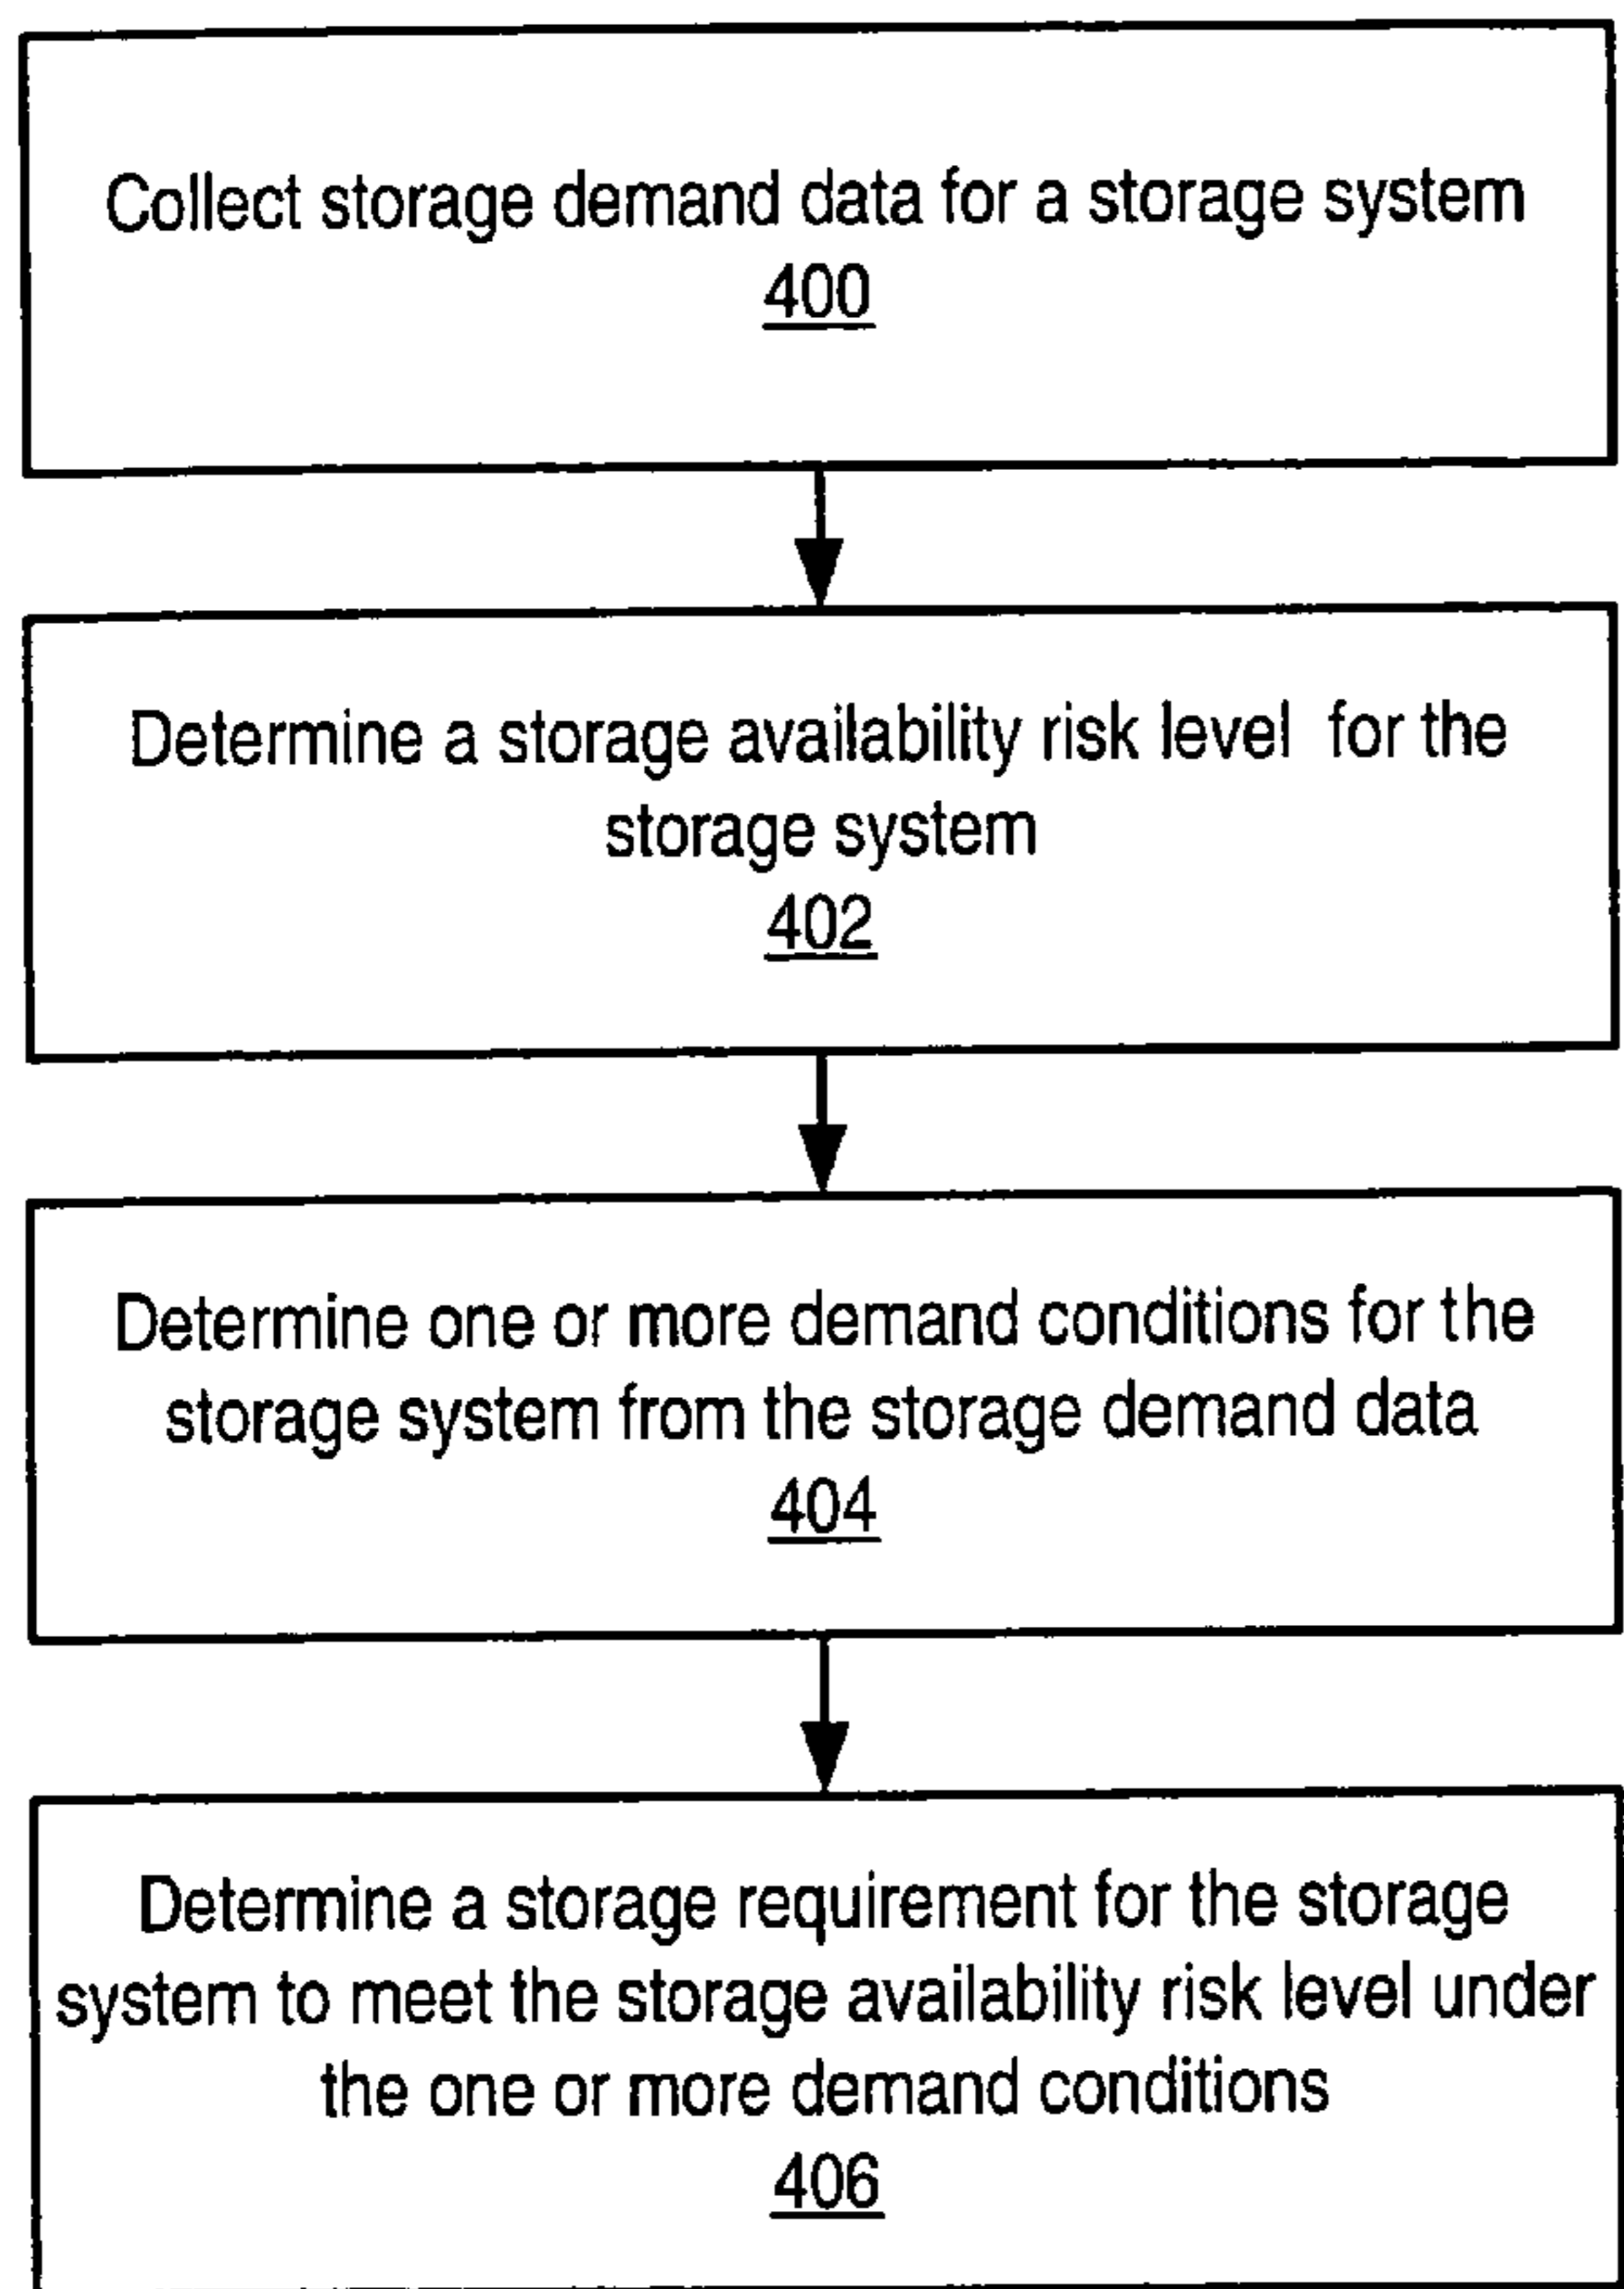 Collect storage demand data for a storage system
400
Determine a storage availability risk level for the
storage system
402
Determine one or more demand conditions for the
storage system from the storage demand data
404
Determine a storage requirement for the storage
system to meet the storage availability risk level under
the one or more demand conditions
406